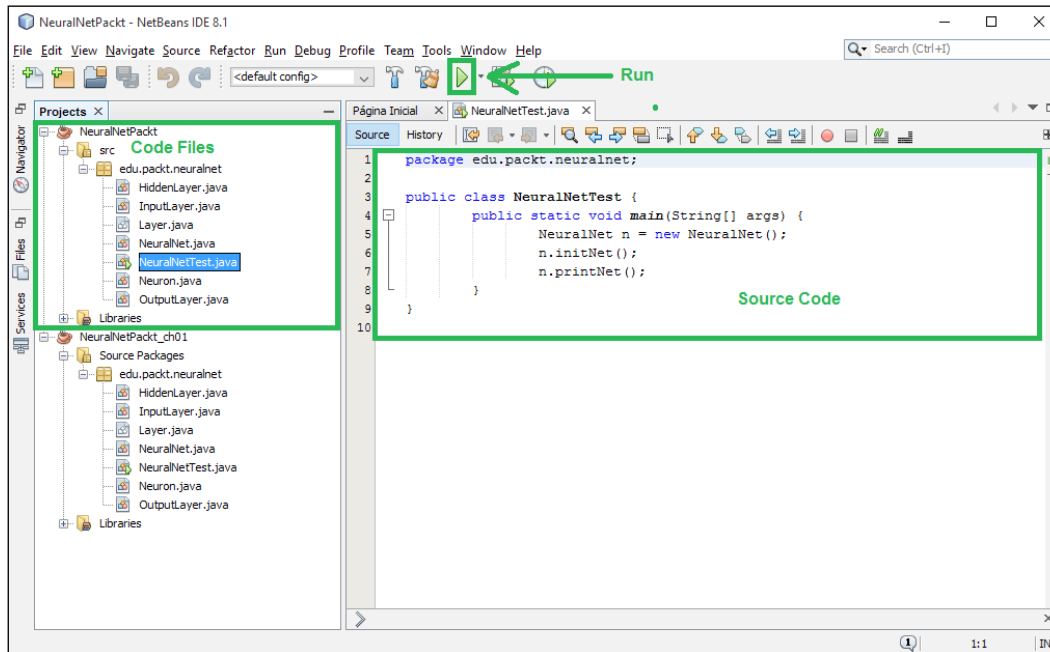 NeuralNetPackt - NetBeans IDE 8.1
File Edit View Navigate Source Refactor Run Debug Profile Team Tools Window Help
Search (Ctrl+I)
<default config>
Run
Projects
Página Inicial
NeuralNetTest.java
Navigator
Files
Services
NeuralNetPackt
src
Code Files
edu.packt.neuralnet
HiddenLayer.java
InputLayer.java
Layer.java
NeuralNet.java
NeuralNetTest.java
Neuron.java
OutputLayer.java
Libraries
NeuralNetPackt_ch01
Source Packages
edu.packt.neuralnet
HiddenLayer.java
InputLayer.java
Layer.java
NeuralNet.java
NeuralNetTest.java
Neuron.java
OutputLayer.java
Libraries
Source History
1 package edu.packt.neuralnet;
2
3 public class NeuralNetTest {
4 public static void main(String[] args) {
5 NeuralNet n = new NeuralNet();
6 n.initNet();
7 n.printNet();
8 }
9 }
10
Source Code
1
1:1
IN